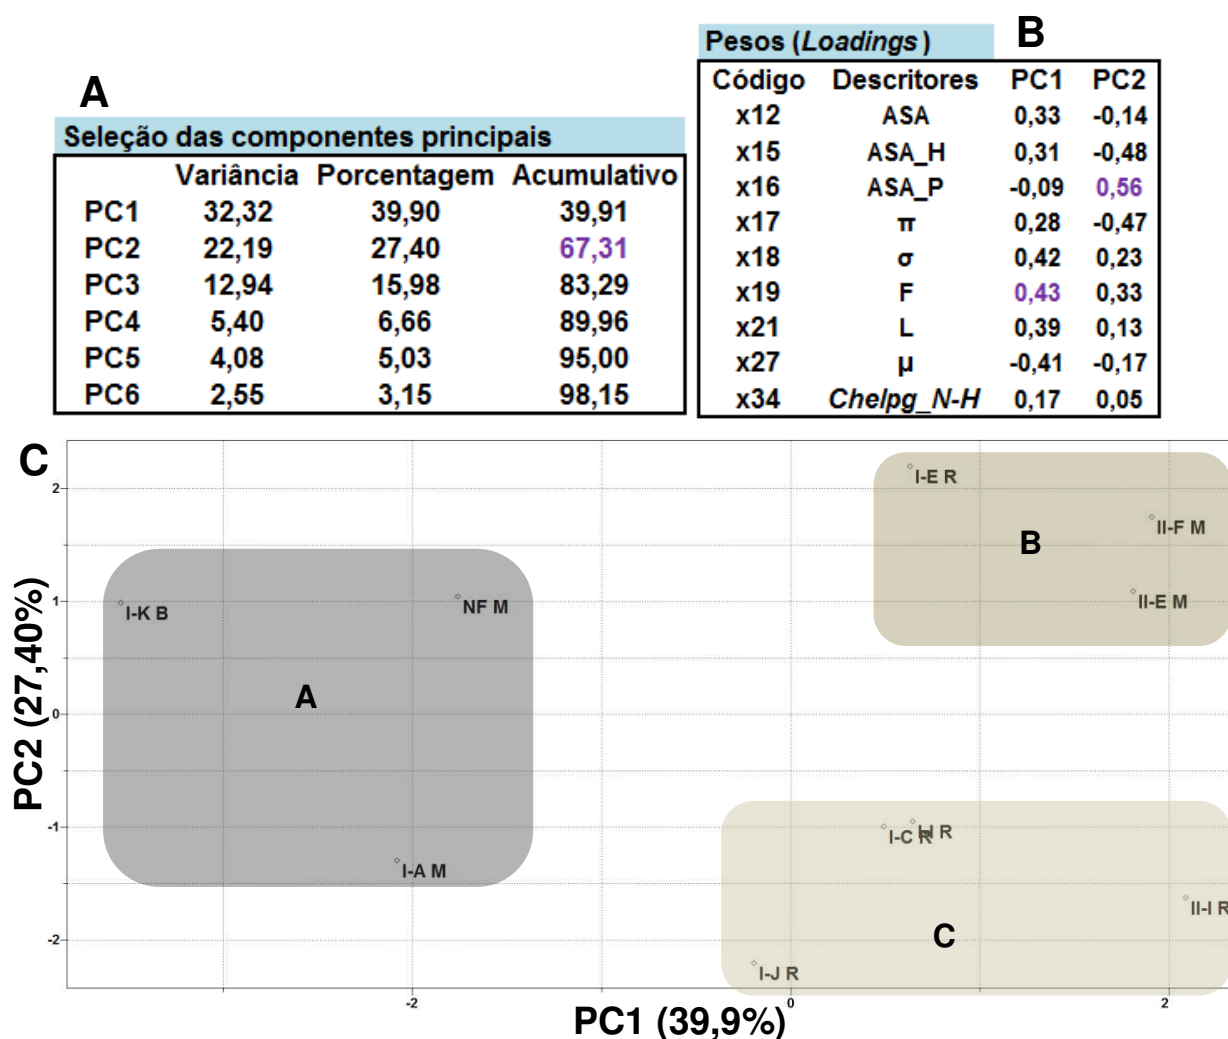 A
Seleção das componentes principais
Variância Porcentagem Acumulativo
PC1 32,32 39,90 39,91
PC2 22,19 27,40 67,31
PC3 12,94 15,98 83,29
PC4 5,40 6,66 89,96
PC5 4,08 5,03 95,00
PC6 2,55 3,15 98,15
B
Pesos (Loadings)
Código Descritores PC1 PC2
x12 ASA 0,33 -0,14
x15 ASA_H 0,31 -0,48
x16 ASA_P -0,09 0,56
x17 π 0,28 -0,47
x18 σ 0,42 0,23
x19 F 0,43 0,33
x21 L 0,39 0,13
x27 μ -0,41 -0,17
x34 Chelpg_N-H 0,17 0,05
C
PC2 (27,40%)
2
1
0
-1
-2
I-E R
II-F M
B
II-E M
I-K B
NF M
A
I-A M
I-C R
R
II-I R
C
I-J R
-2
0
2
PC1 (39,9%)